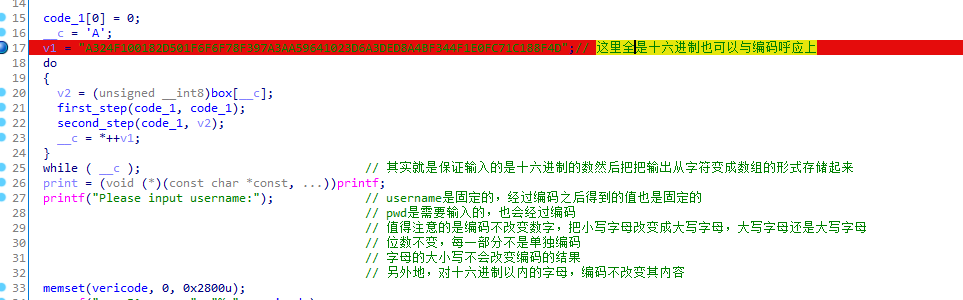 14
15 code_1[0] = 0;
16 __c = 'A';
17 v1 = // 这里全是十六进制也可以与编码呼应上
18 do
19 {
20 v2 = (unsigned __int8)box[__c];
21 first_step(code_1, code_1);
22 second_step(code_1, v2);
23 __c = *++v1;
24 }
25 while ( __c ); // 其实就是保证输入的是十六进制的数然后把把输出从字符变成数组的形式存储起来
26 print = (void (*)(const char *const, ...))printf;
27 printf("Please input username:"); // username是固定的，经过编码之后得到的值也是固定的
28 // pwd是需要输入的，也会经过编码
29 // 值得注意的是编码不改变数字，把小写字母改变成大写字母，大写字母还是大写字母
30 // 位数不变，每一部分不是单独编码
31 // 字母的大小写不会改变编码的结果
32 // 另外地，对十六进制以内的字母，编码不改变其内容
33 memset(vericode, 0, 0x2800u);